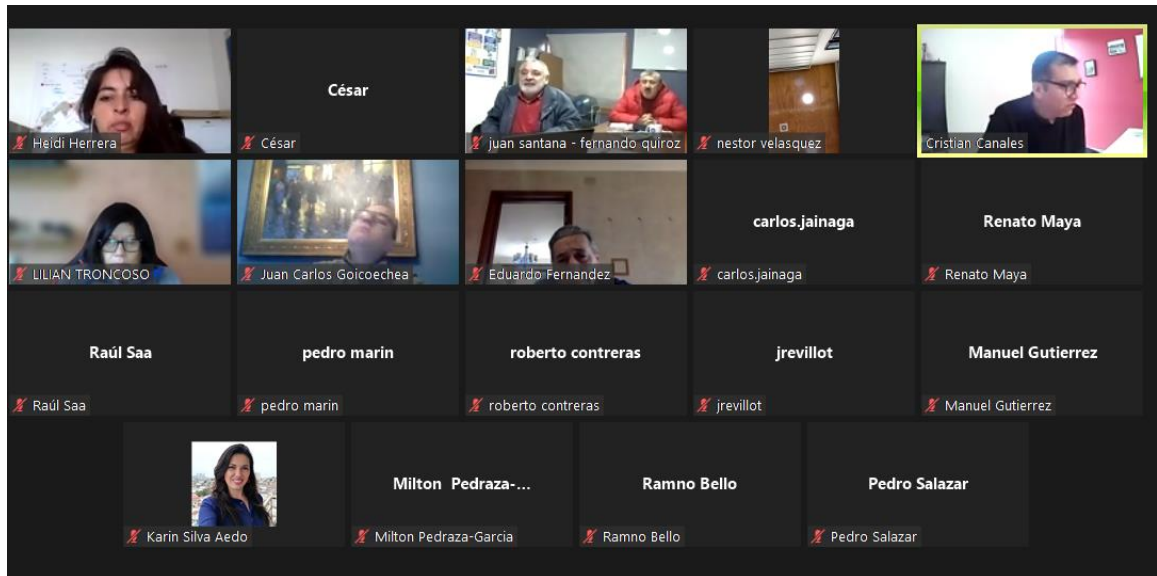 Heidi Herrera
César
César
juan santana - fernando quiroz
nestor velasquez
Cristian Canales
LILIAN TRONCOSO
Juan Carlos Goicoechea
Eduardo Fernandez
carlos.jainaga
carlos.jainaga
Renato Maya
Renato Maya
Raúl Saa
Raúl Saa
pedro marin
pedro marin
roberto contreras
roberto contreras
jrevillot
jrevillot
Manuel Gutierrez
Manuel Gutierrez
Karin Silva Aedo
Milton Pedraza-...
Milton Pedraza-Garcia
Ramno Bello
Ramno Bello
Pedro Salazar
Pedro Salazar